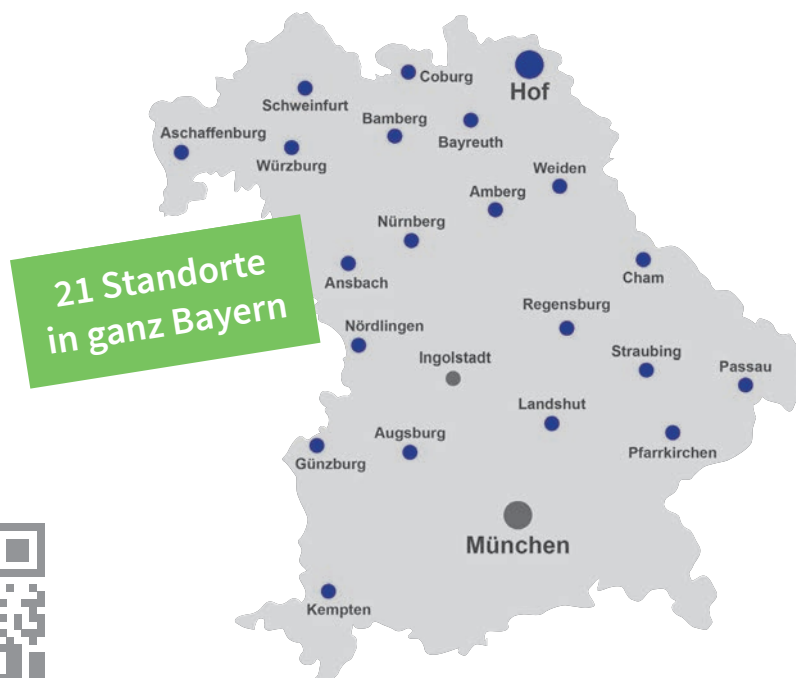 Coburg
Hof
Schweinfurt
Bamberg
Aschaffenburg
Bayreuth
Würzburg
Weiden
Amberg
Nürnberg
21 Standorte
in ganz Bayern
Ansbach
Cham
Regensburg
Nördlingen
Ingolstadt
Straubing
Passau
Landshut
Augsburg
Günzburg
Pfarrkirchen
München
Kempten